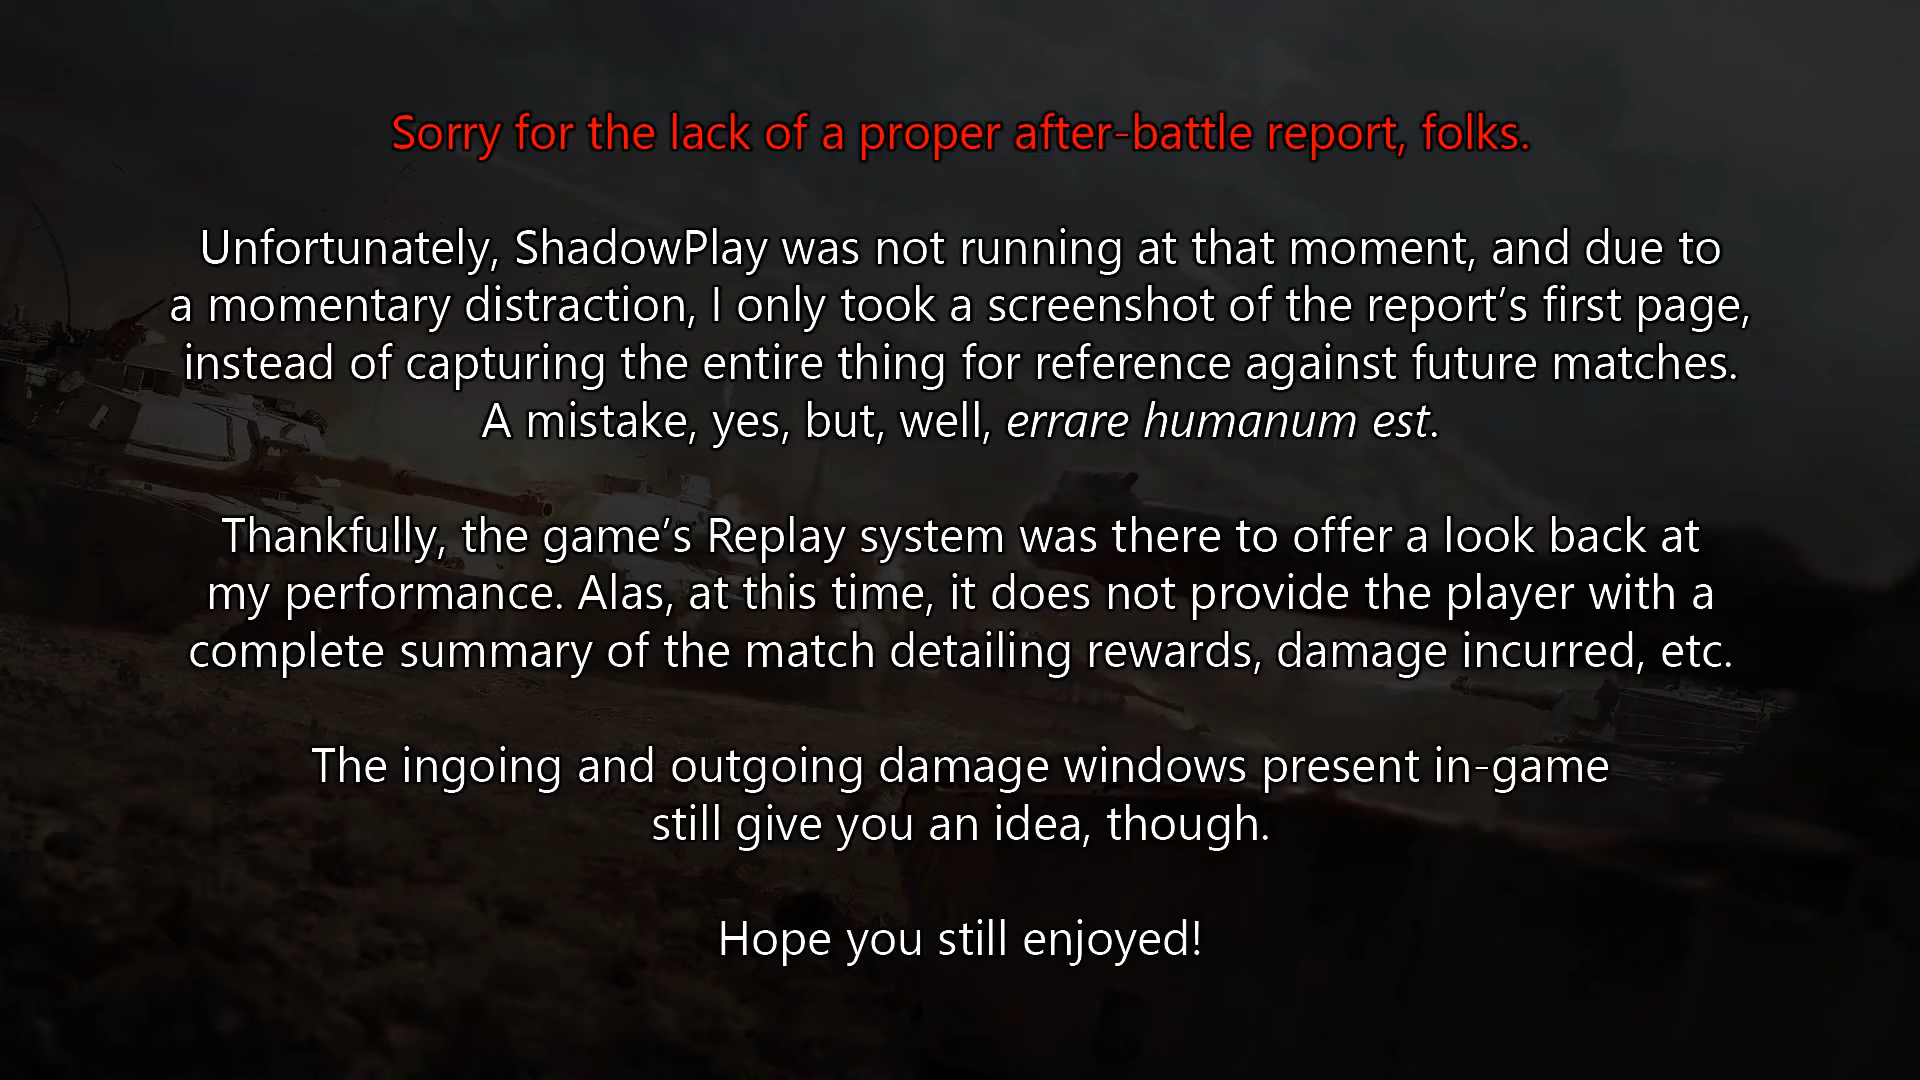 Sorry for the lack of a proper after-battle report, folks.
Unfortunately, ShadowPlay was not running at that moment, and due to
a momentary distraction, I only took a screenshot of the report’s first page,
instead of capturing the entire thing for reference against future matches.
A mistake, yes, but, well, errare humanum est.
Thankfully, the game’s Replay system was there to offer a look back at
my performance. Alas, at this time, it does not provide the player with a
complete summary of the match detailing rewards, damage incurred, etc.
The ingoing and outgoing damage windows present in-game
still give you an idea, though.
Hope you still enjoyed!